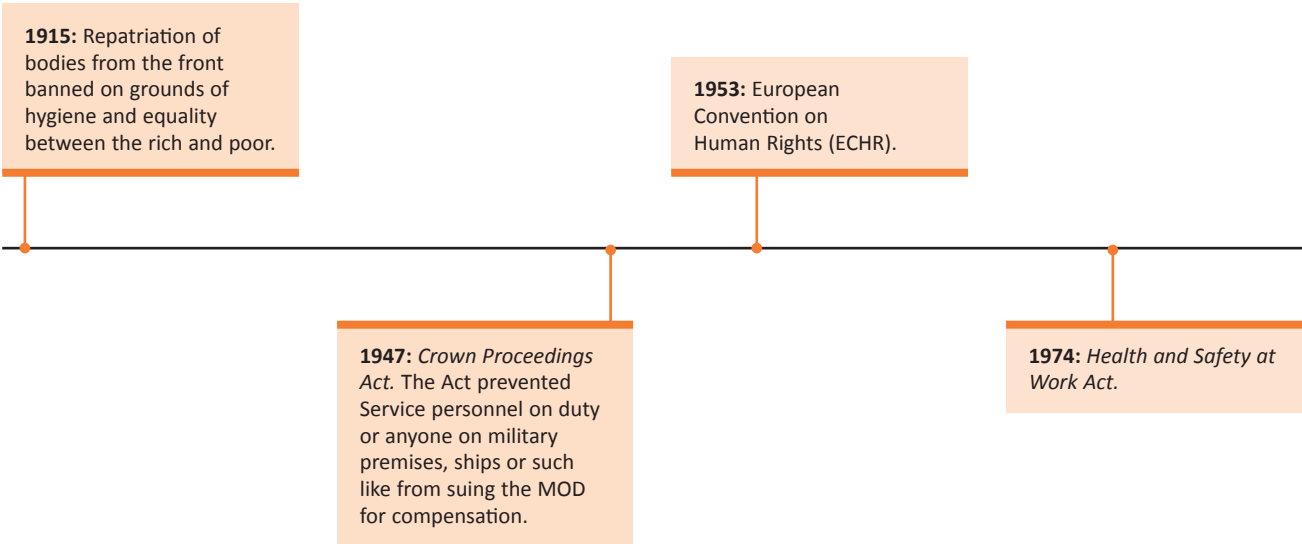 1915: Repatriation of
bodies from the front
banned on grounds of
hygiene and equality
between the rich and poor.
1947: Crown Proceedings
Act. The Act prevented
Service personnel on duty
or anyone on military
premises, ships or such
like from suing the MOD
for compensation.
1953: European
Convention on
Human Rights (ECHR).
1974: Health and Safety at
Work Act.